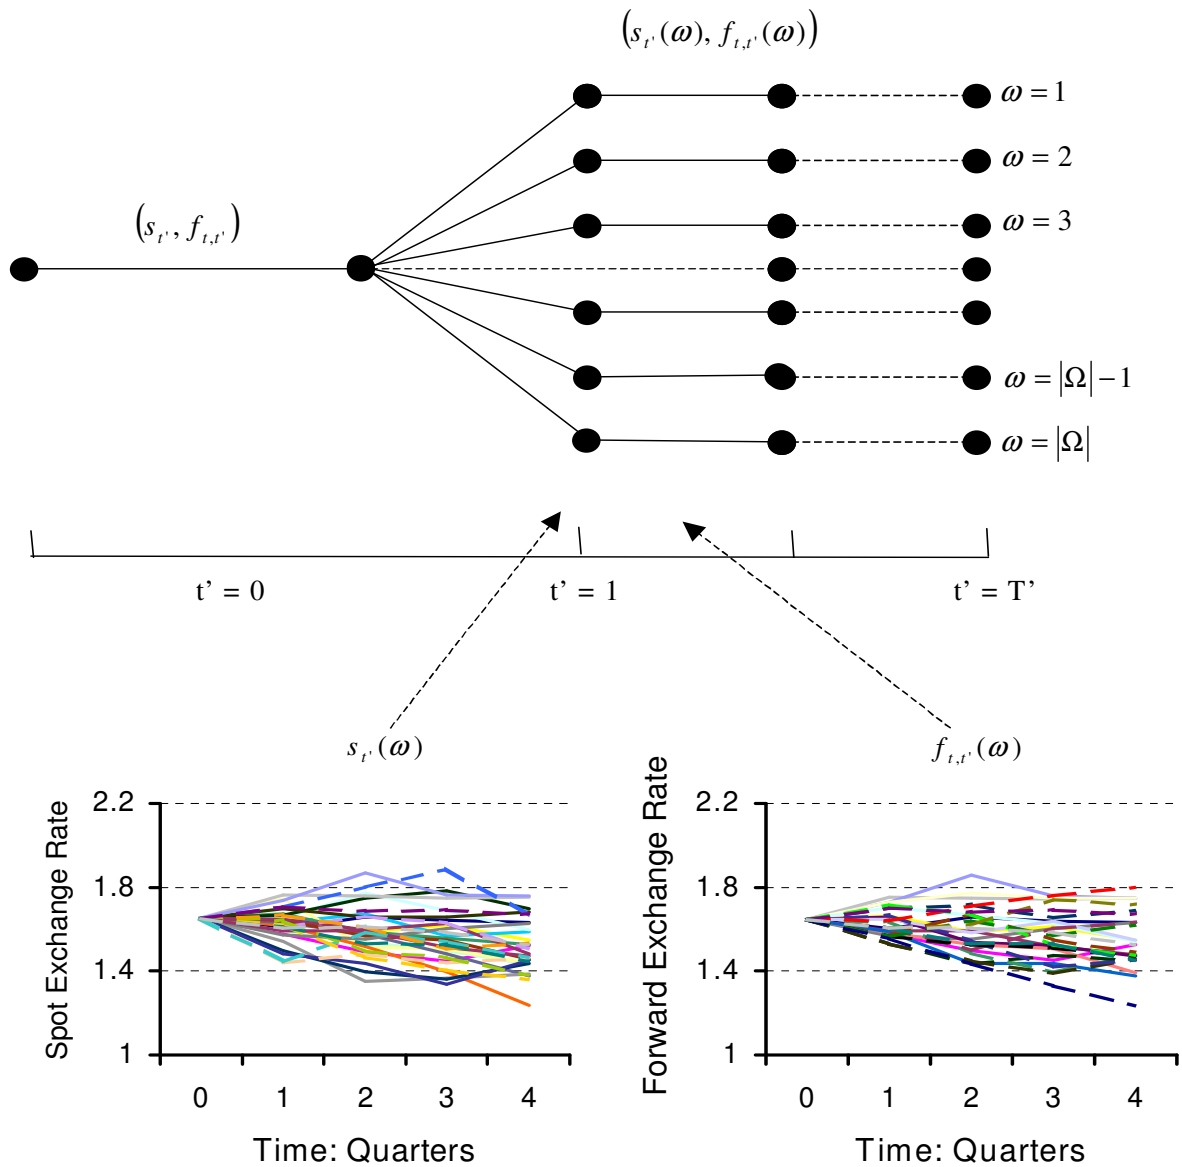 (s_{t'}(ω), f_{t,t'}(ω))
ω = 1
ω = 2
(s_{t'}, f_{t,t'})
ω = 3
ω = |Ω| − 1
ω = |Ω|
t' = 0
t' = 1
t' = T'
s_{t'}(ω)
f_{t,t'}(ω)
Spot Exchange Rate
2.2
1.8
1.4
1
0 1 2 3 4
Time: Quarters
Forward Exchange Rate
2.2
1.8
1.4
1
0 1 2 3 4
Time: Quarters